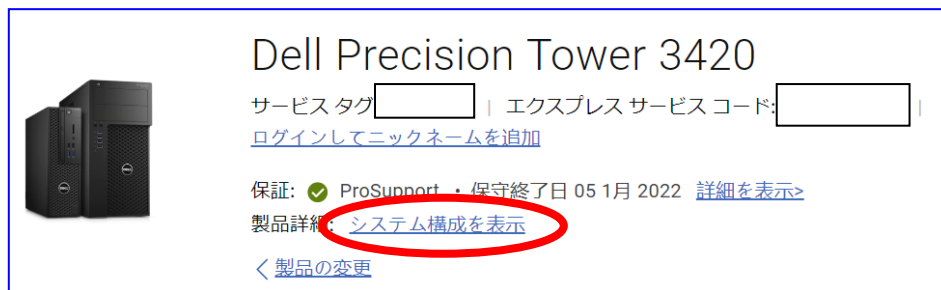 Dell Precision Tower 3420
サービス タグ | エクスプレス サービス コード: |
ログインしてニックネームを追加
保証: ProSupport ・ 保守終了日 05 1月 2022 詳細を表示>
製品詳細: システム構成を表示
< 製品の変更